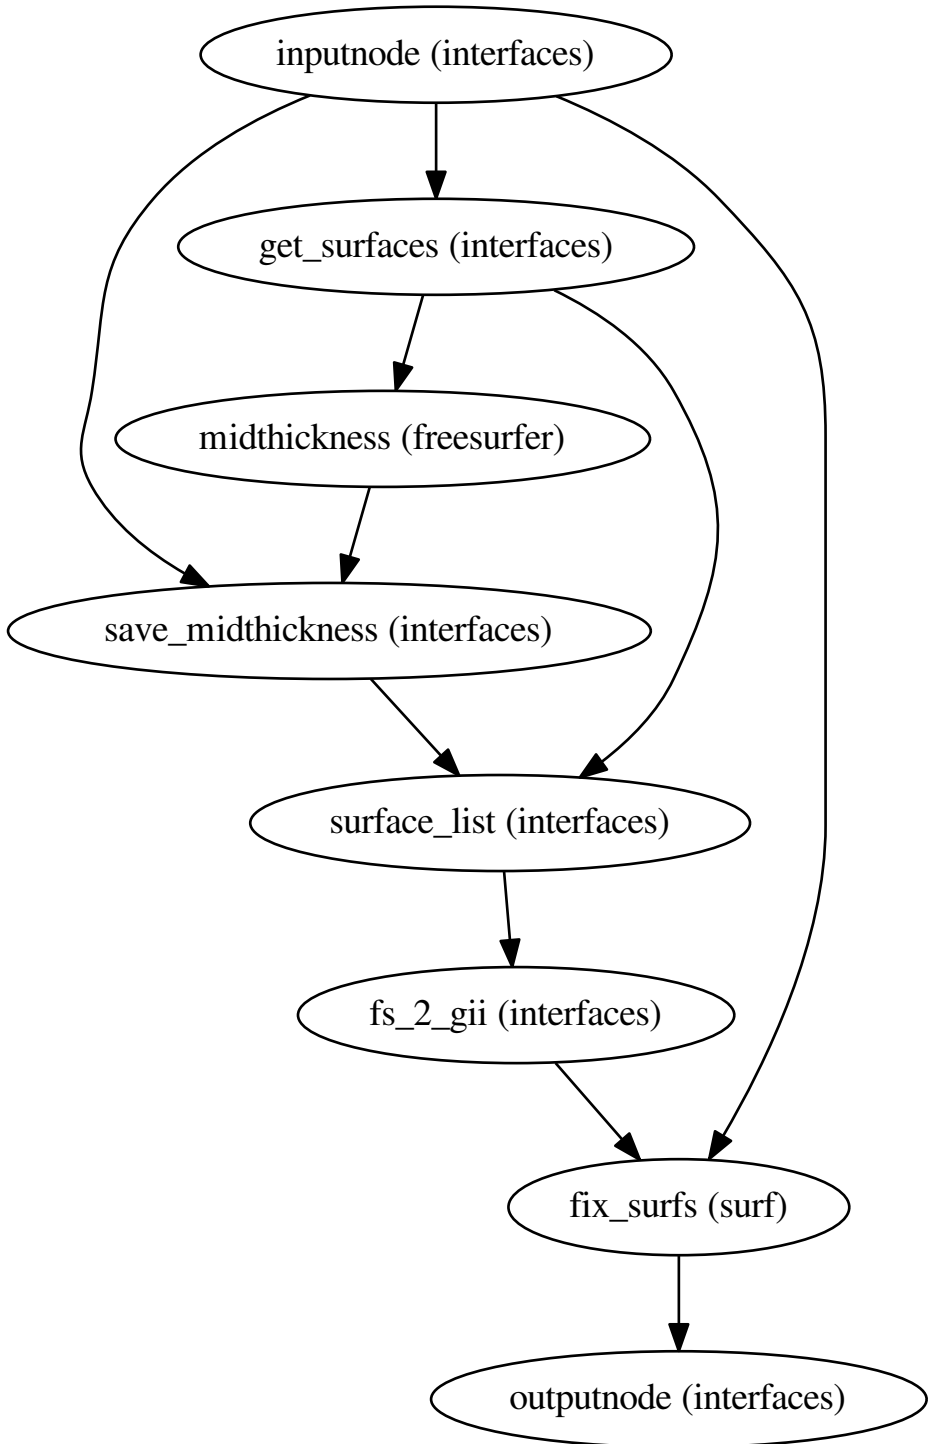 inputnode (interfaces)
get_surfaces (interfaces)
midthickness (freesurfer)
save_midthickness (interfaces)
surface_list (interfaces)
fs_2_gii (interfaces)
fix_surfs (surf)
outputnode (interfaces)